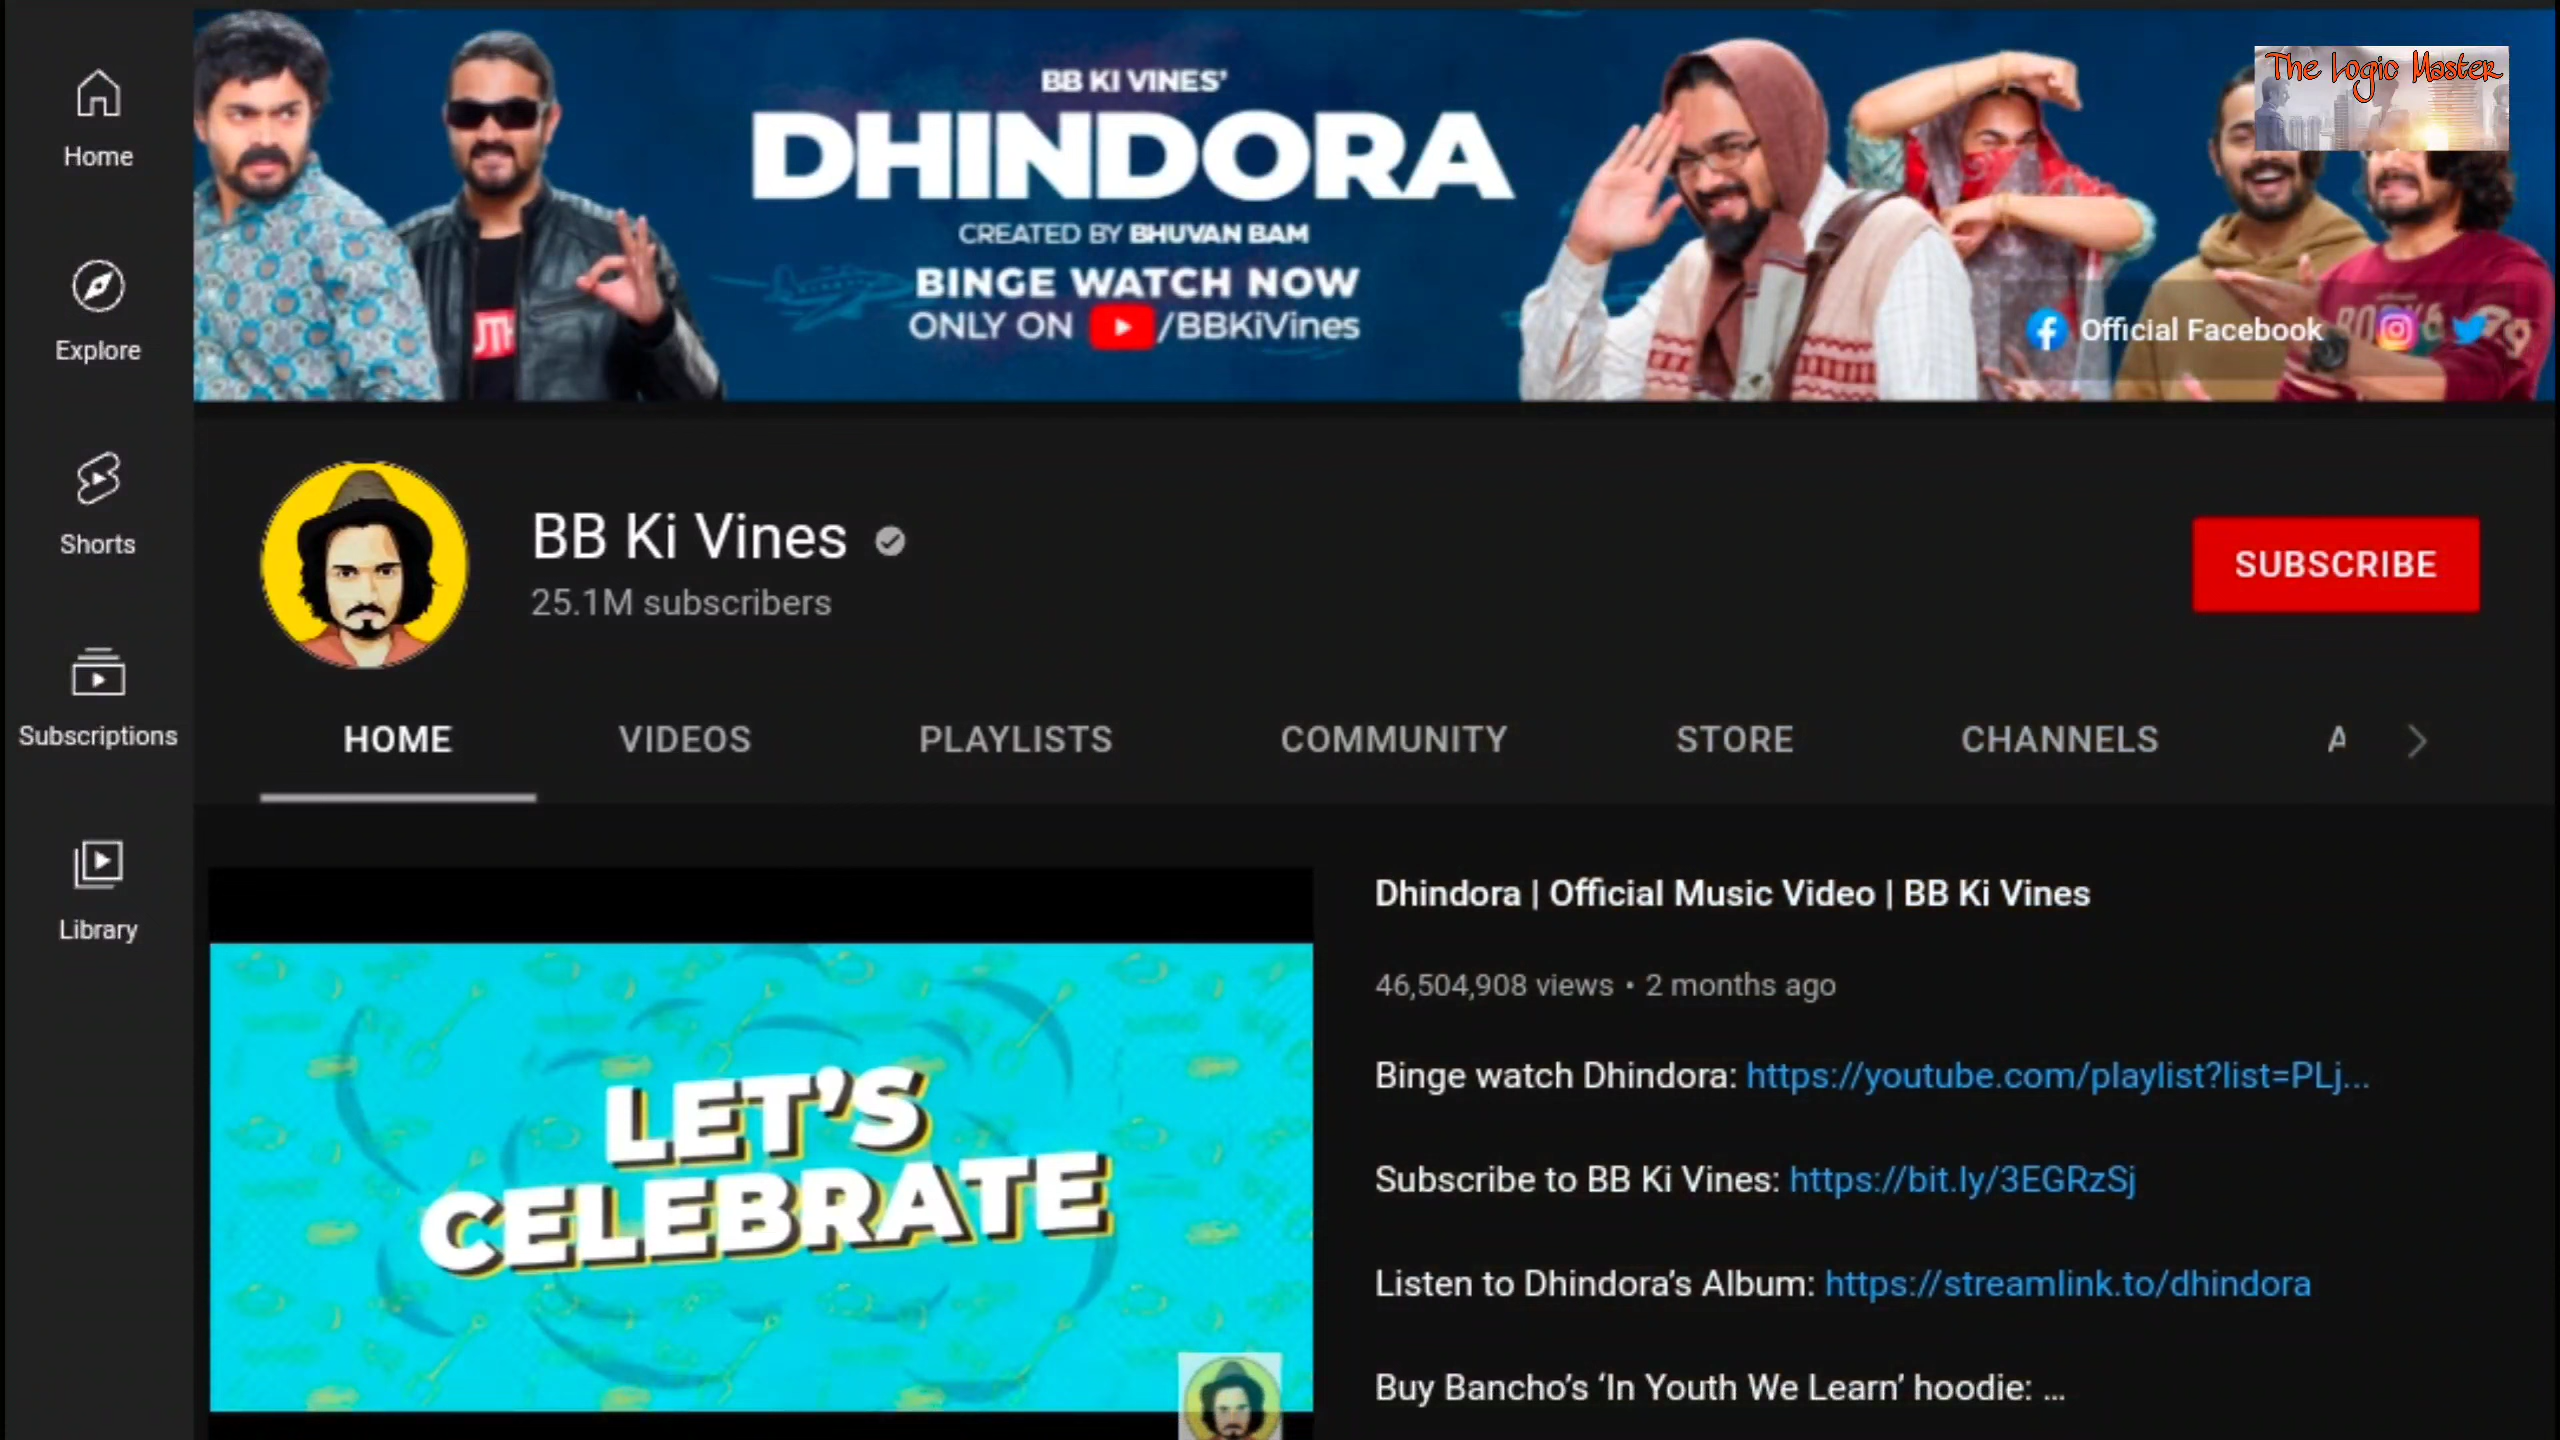 Home
Explore
Shorts
Subscriptions
Library
BB KI VINES'
DHINDORA
CREATED BY BHUVAN BAM
BINGE WATCH NOW
ONLY ON /BBKiVines
The Logic Master
Official Facebook
BB Ki Vines
25.1M subscribers
SUBSCRIBE
HOME VIDEOS PLAYLISTS COMMUNITY STORE CHANNELS A
LET'S
CELEBRATE
Dhindora | Official Music Video | BB Ki Vines
46,504,908 views • 2 months ago
Binge watch Dhindora: https://youtube.com/playlist?list=PLj...
Subscribe to BB Ki Vines: https://bit.ly/3EGRzSj
Listen to Dhindora’s Album: https://streamlink.to/dhindora
Buy Bancho’s ‘In Youth We Learn’ hoodie: ...